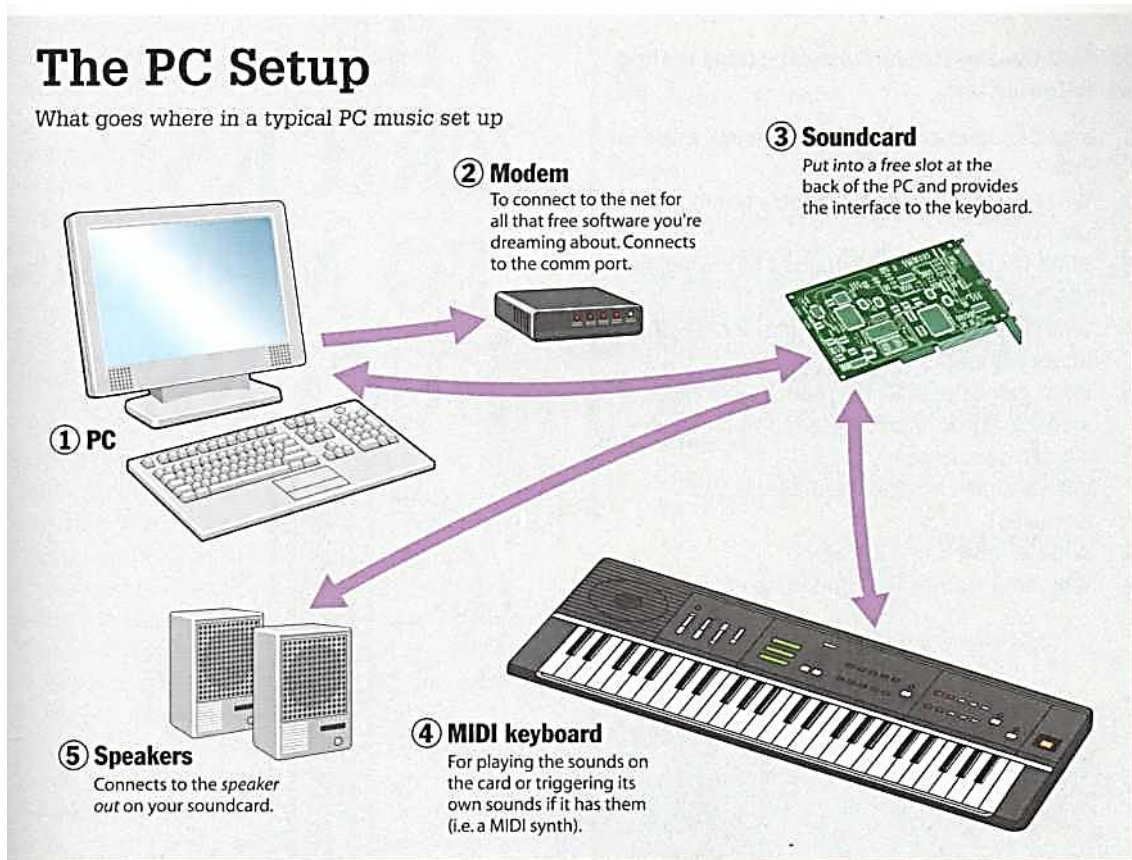 The PC Setup
What goes where in a typical PC music set up
③ Soundcard
Put into a free slot at the
back of the PC and provides
the interface to the keyboard.
② Modem
To connect to the net for
all that free software you're
dreaming about. Connects
to the comm port.
① PC
⑤ Speakers
Connects to the speaker
out on your soundcard.
④ MIDI keyboard
For playing the sounds on
the card or triggering its
own sounds if it has them
(i.e. a MIDI synth).